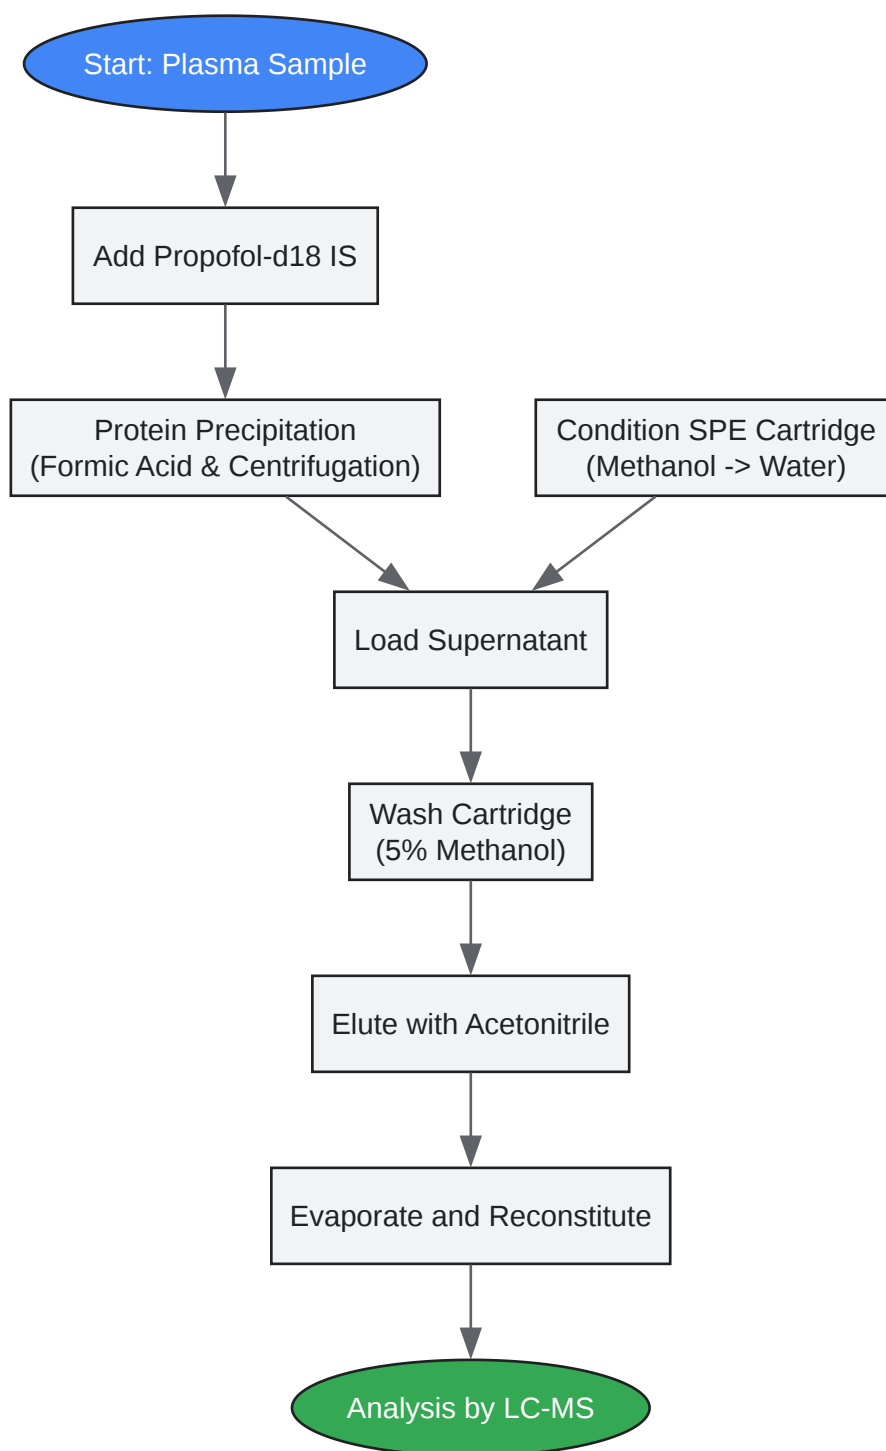 Start: Plasma Sample
Add Propofol-d18 IS
Protein Precipitation
(Formic Acid & Centrifugation)
Condition SPE Cartridge
(Methanol -> Water)
Load Supernatant
Wash Cartridge
(5% Methanol)
Elute with Acetonitrile
Evaporate and Reconstitute
Analysis by LC-MS